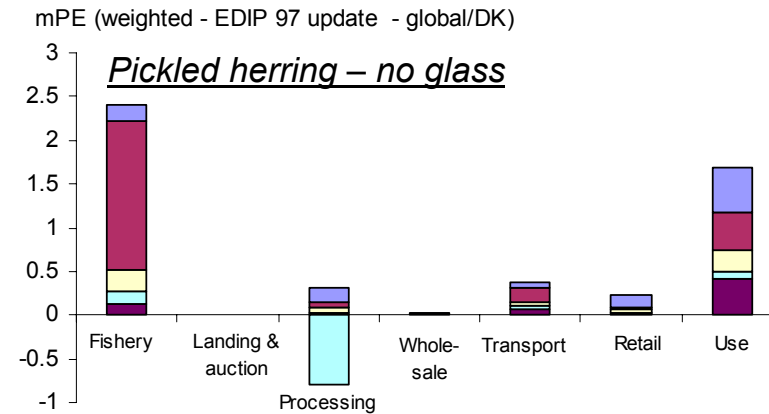 mPE (weighted - EDIP 97 update - global/DK)
Pickled herring – no glass
3
2.5
2
1.5
1
0.5
0
-0.5
-1
Fishery
Landing &
auction
Processing
Whole-
sale
Transport
Retail
Use